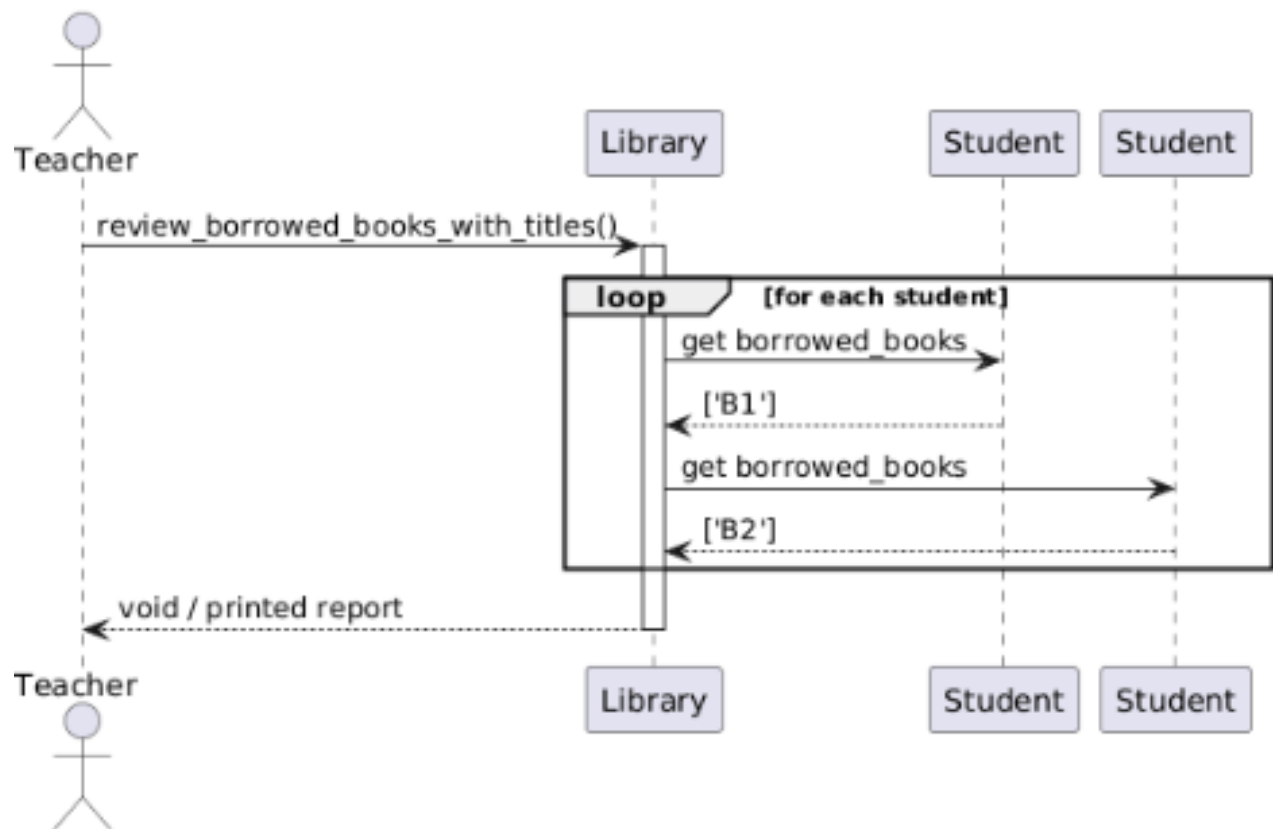 Teacher
Library
Student
Student
review_borrowed_books_with_titles()
loop
[for each student]
get borrowed_books
['B1']
get borrowed_books
['B2']
void / printed report
Teacher
Library
Student
Student